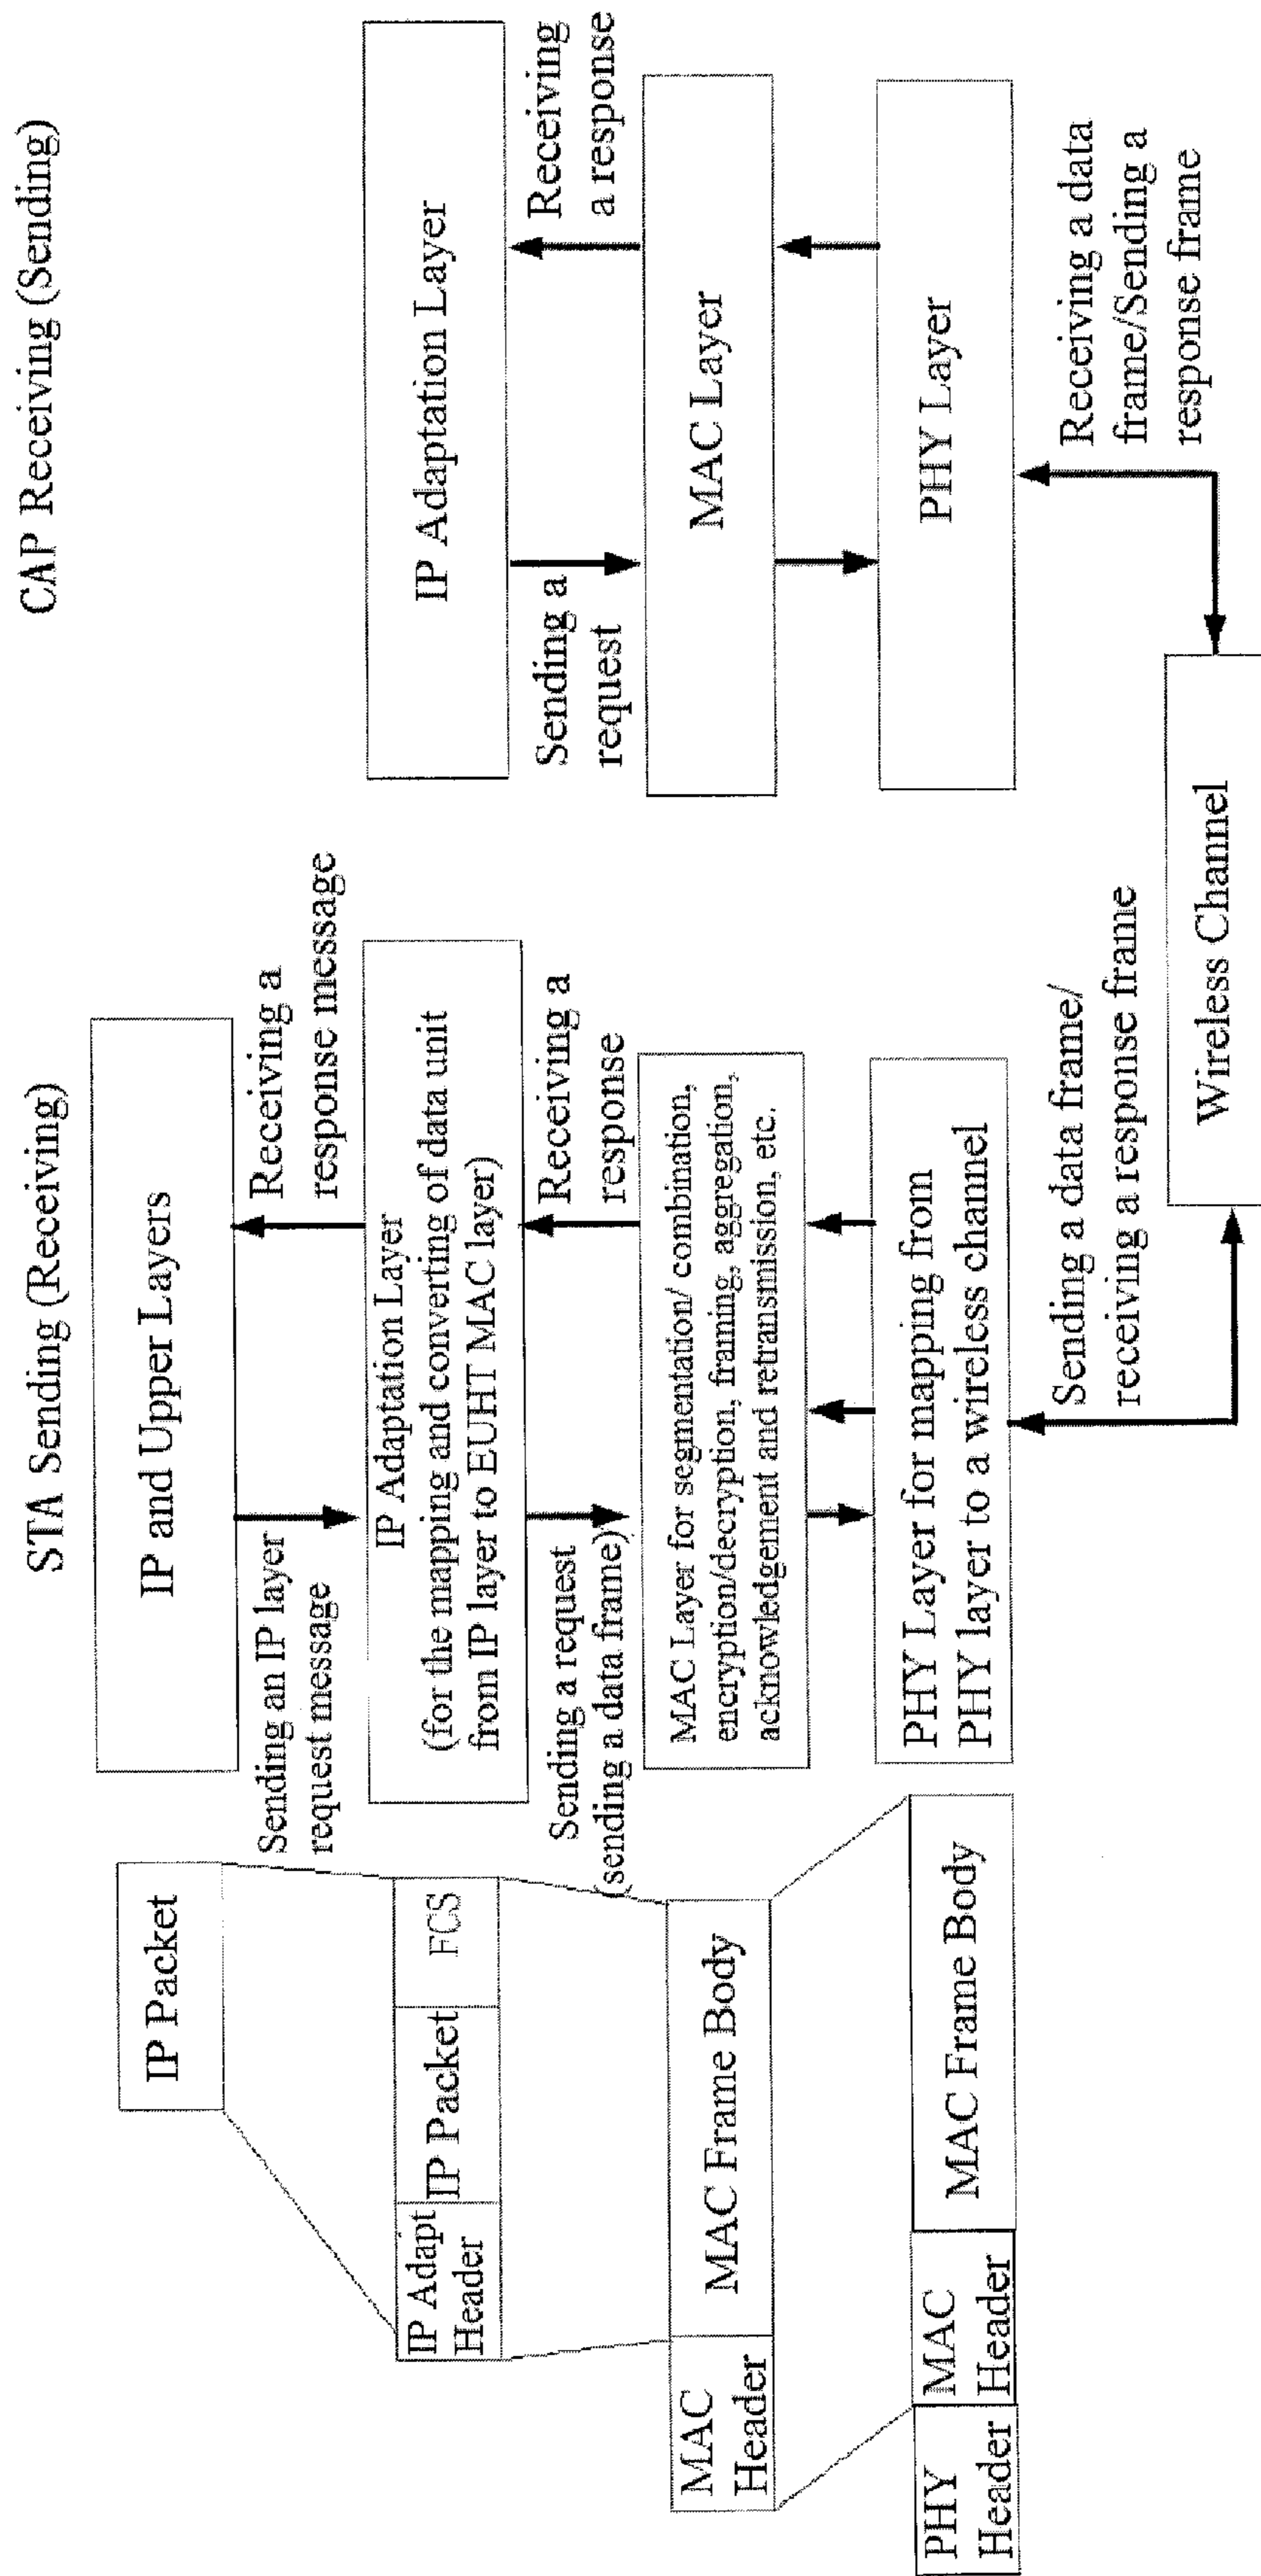 STA Sending (Receiving)
CAP Receiving (Sending)
IP Packet
IP Adapt
Header
IP Packet
FCS
MAC
Header
MAC Frame Body
PHY
Header
MAC
Header
MAC Frame Body
IP and Upper Layers
Sending an IP layer
request message
Receiving a
response message
IP Adaptation Layer
(for the mapping and converting of data unit
from IP layer to EUHT MAC layer)
Sending a request
(sending a data frame)
Receiving a
response
MAC Layer for segmentation/ combination,
encryption/decryption, framing, aggregation,
acknowledgement and retransmission, etc.
PHY Layer for mapping from
PHY layer to a wireless channel
Sending a data frame/
receiving a response frame
Wireless Channel
IP Adaptation Layer
Sending a
request
Receiving
a response
MAC Layer
PHY Layer
Receiving a data
frame/Sending a
response frame